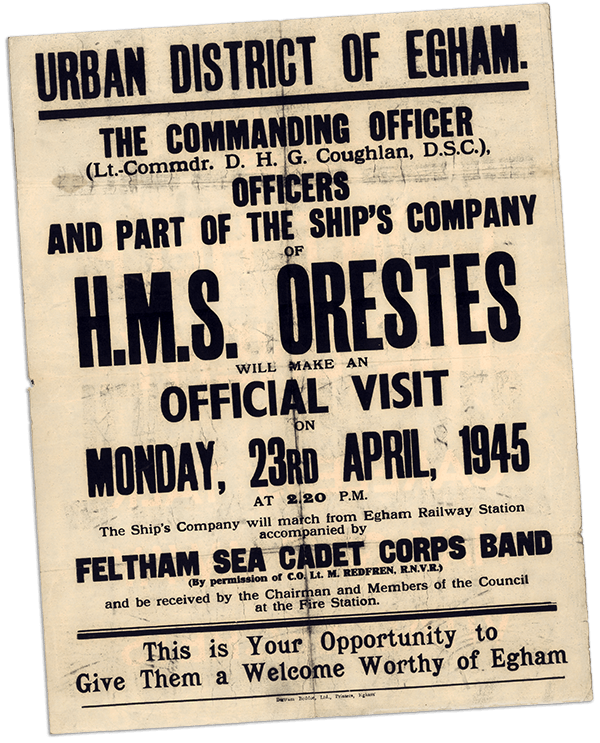 URBAN DISTRICT OF EGHAM.
THE COMMANDING OFFICER
(Lt.-Commdr. D. H. G. Coughlan, D.S.C.),
OFFICERS
AND PART OF THE SHIP'S COMPANY
OF
H.M.S. ORESTES
WILL MAKE AN
OFFICIAL VISIT
ON
MONDAY, 23RD APRIL, 1945
AT 2.20 P.M.
The Ship's Company will march from Egham Railway Station
accompanied by
FELTHAM SEA CADET CORPS BAND
(By permission of C.O. Lt. M. REDFREN, R.N.V.R.)
and be received by the Chairman and Members of the Council
at the Fire Station.
This is Your Opportunity to
Give Them a Welcome Worthy of Egham
Ltd., Printers, Egham